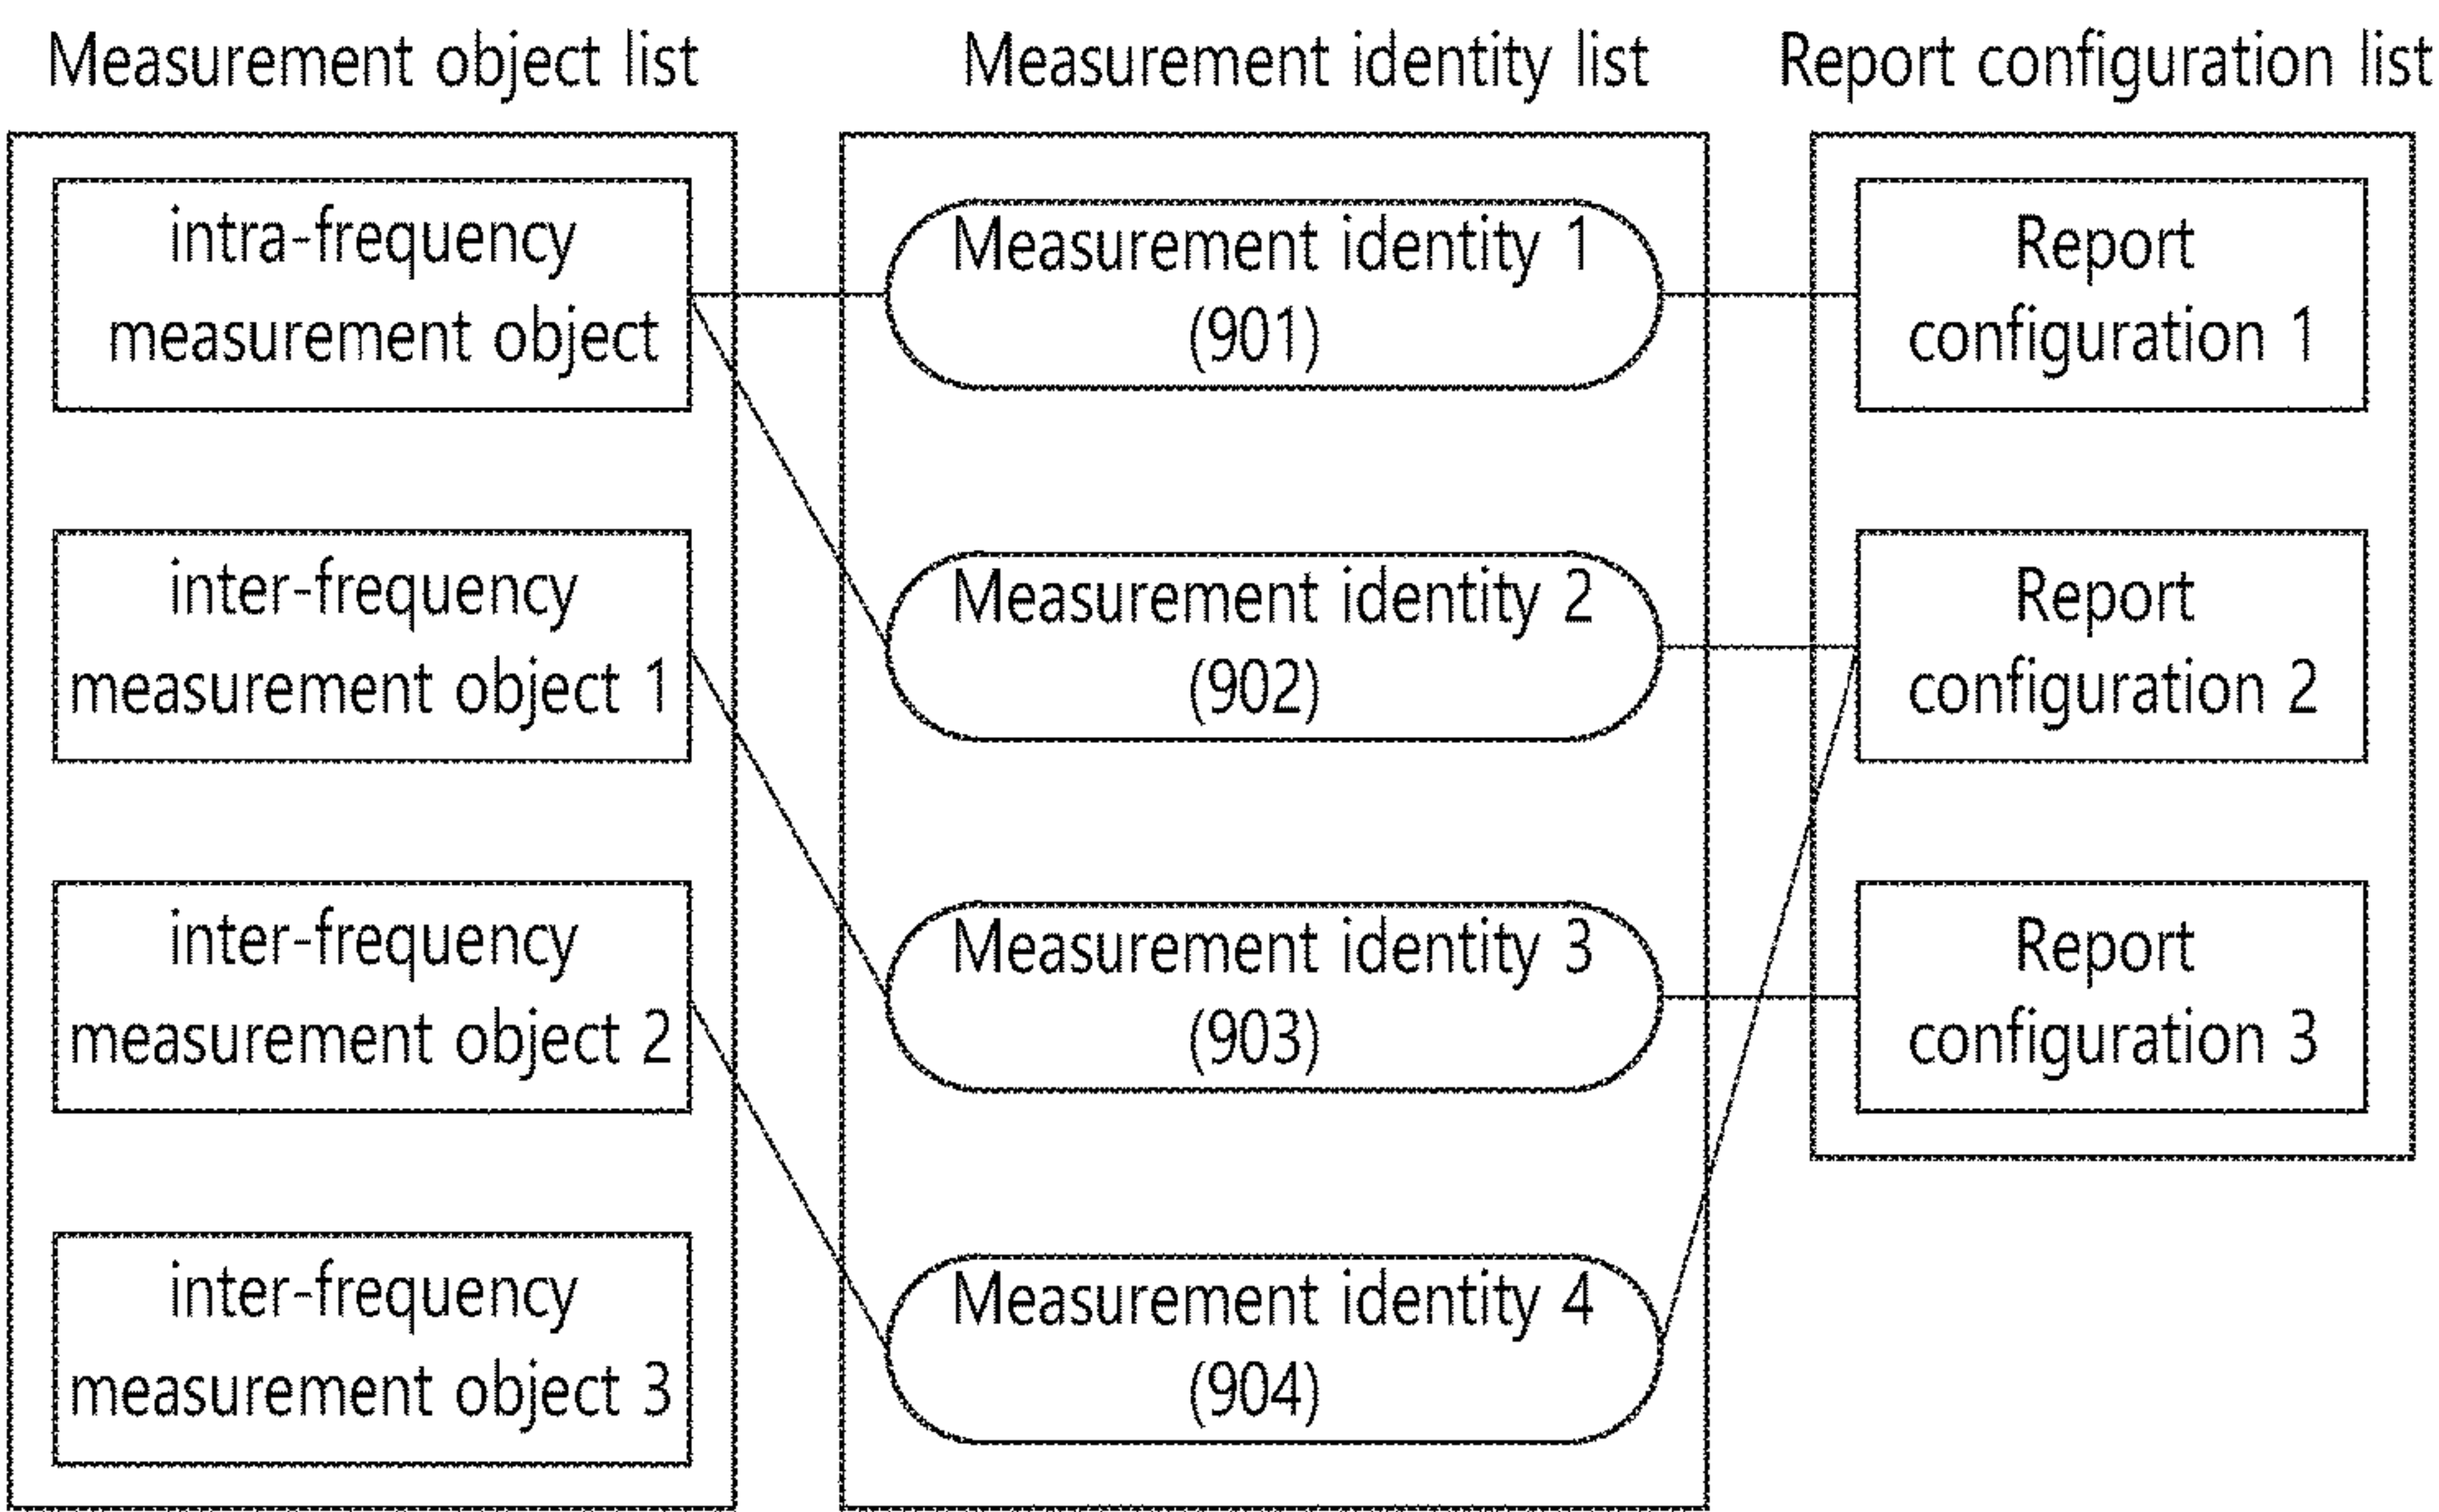 Measurement object list
Measurement identity list
Report configuration list
intra-frequency
measurement object
inter-frequency
measurement object 1
inter-frequency
measurement object 2
inter-frequency
measurement object 3
Measurement identity 1
(901)
Measurement identity 2
(902)
Measurement identity 3
(903)
Measurement identity 4
(904)
Report
configuration 1
Report
configuration 2
Report
configuration 3